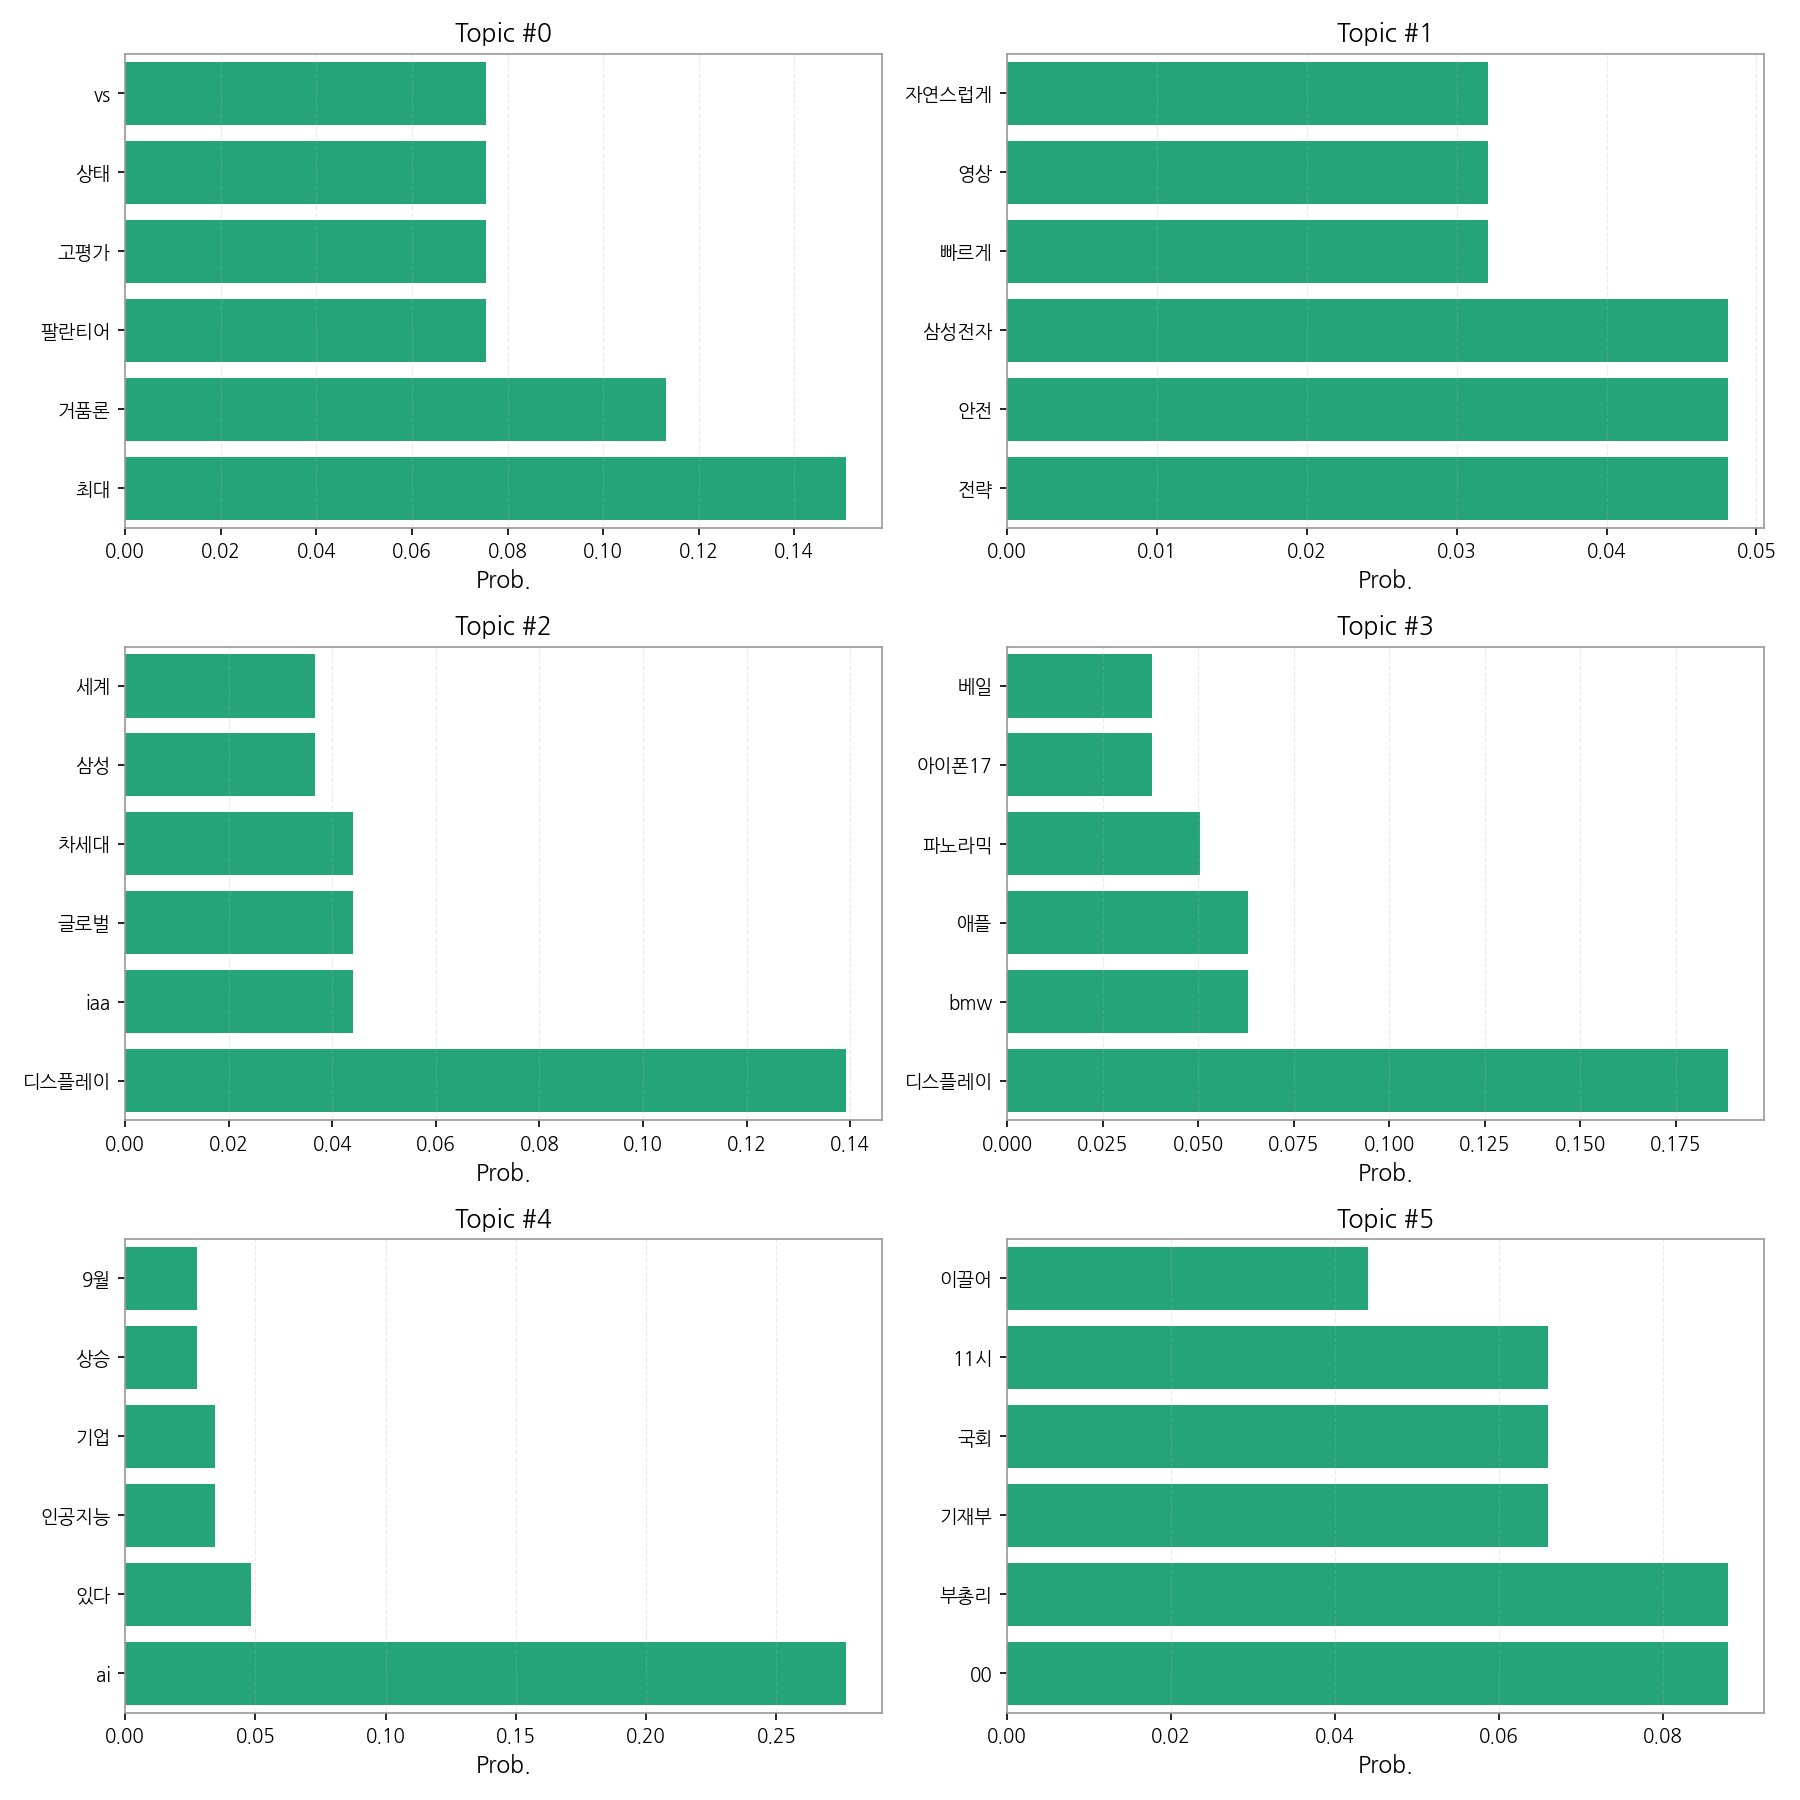 Topic #0
vs
상태
고평가
팔란티어
거품론
최대
0.00 0.02 0.04 0.06 0.08 0.10 0.12 0.14
Prob.
Topic #1
자연스럽게
영상
빠르게
삼성전자
안전
전략
0.00 0.01 0.02 0.03 0.04 0.05
Prob.
Topic #2
세계
삼성
차세대
글로벌
iaa
디스플레이
0.00 0.02 0.04 0.06 0.08 0.10 0.12 0.14
Prob.
Topic #3
베일
아이폰17
파노라믹
애플
bmw
디스플레이
0.000 0.025 0.050 0.075 0.100 0.125 0.150 0.175
Prob.
Topic #4
9월
상승
기업
인공지능
있다
ai
0.00 0.05 0.10 0.15 0.20 0.25
Prob.
Topic #5
이끌어
11시
국회
기재부
부총리
00
0.00 0.02 0.04 0.06 0.08
Prob.